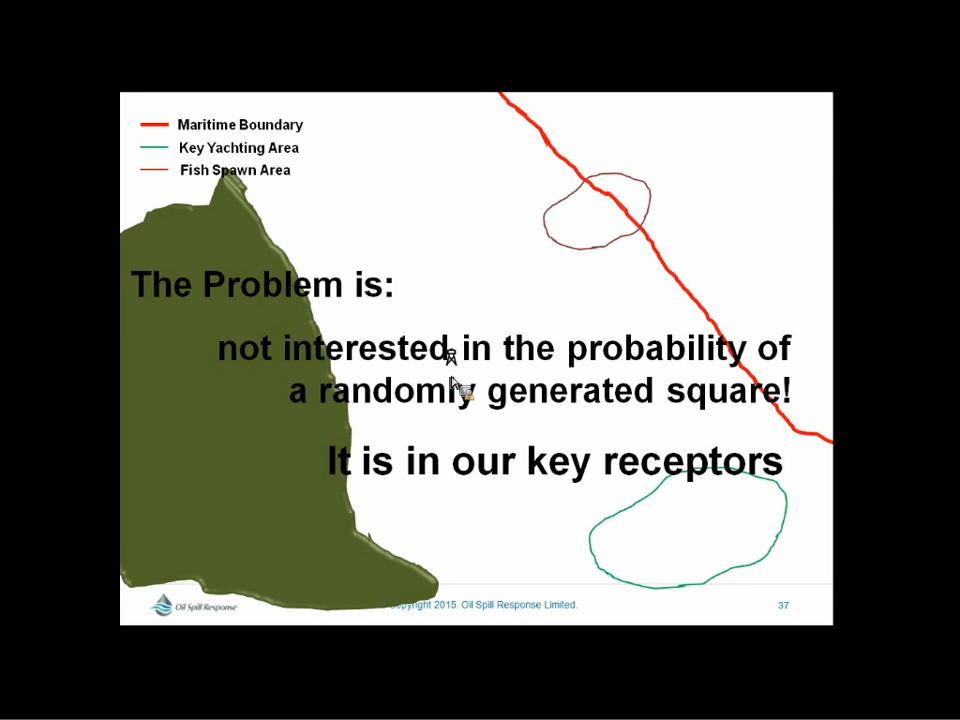 Maritime Boundary
Key Yachting Area
Fish Spawn Area
The Problem is:
not interested in the probability of
a randomly generated square!
It is in our key receptors
Oil Spill Response
Copyright 2015. Oil Spill Response Limited.
37